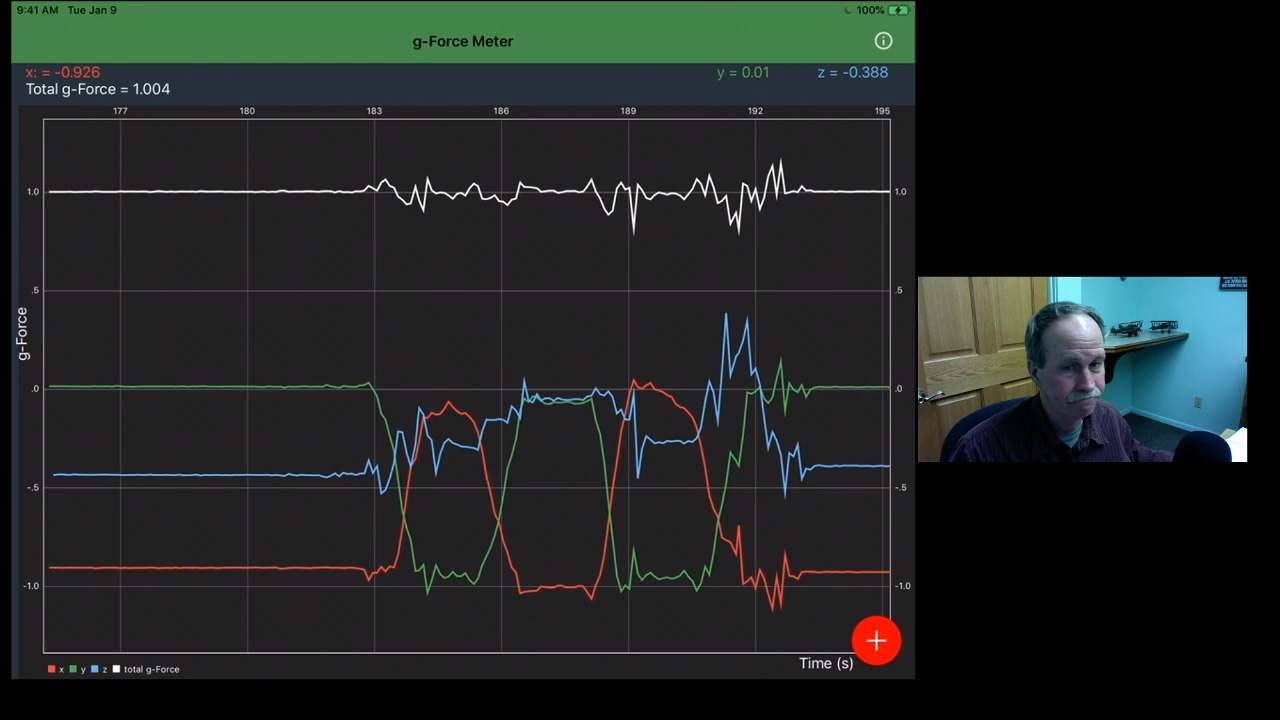 9:41 AM Tue Jan 9 100%
g-Force Meter
x: = -0.926 y = 0.01 z = -0.388
Total g-Force = 1.004
177 180 183 186 189 192 195
1.0 1.0
.5 .5
.0 .0
-.5 -.5
-1.0 -1.0
g-Force
Time (s)
x y z total g-Force